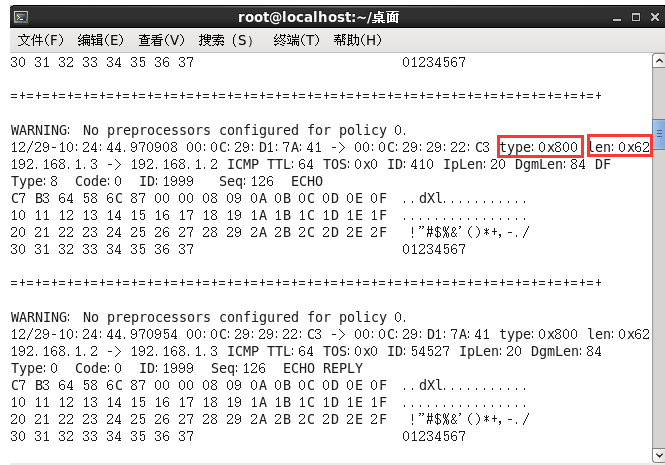 root@localhost:~/桌面
文件(F) 编辑(E) 查看(V) 搜索 (S) 终端(T) 帮助(H)
30 31 32 33 34 35 36 37 01234567
=+=+=+=+=+=+=+=+=+=+=+=+=+=+=+=+=+=+=+=+=+=+=+=+=+=+=+=+=+=+=+=+=+=+=+=+=+
WARNING: No preprocessors configured for policy 0.
12/29-10:24:44.970908 00:0C:29:D1:7A:41 -> 00:0C:29:29:22:C3 type:0x800 len:0x62
192.168.1.3 -> 192.168.1.2 ICMP TTL:64 TOS:0x0 ID:410 IpLen:20 DgmLen:84 DF
Type:8 Code:0 ID:1999 Seq:126 ECHO
C7 B3 64 58 6C 87 00 00 08 09 0A 0B 0C 0D 0E 0F ..dXl...........
10 11 12 13 14 15 16 17 18 19 1A 1B 1C 1D 1E 1F ................
20 21 22 23 24 25 26 27 28 29 2A 2B 2C 2D 2E 2F !"#$%&'()*+,-./
30 31 32 33 34 35 36 37 01234567
=+=+=+=+=+=+=+=+=+=+=+=+=+=+=+=+=+=+=+=+=+=+=+=+=+=+=+=+=+=+=+=+=+=+=+=+=+
WARNING: No preprocessors configured for policy 0.
12/29-10:24:44.970954 00:0C:29:29:22:C3 -> 00:0C:29:D1:7A:41 type:0x800 len:0x62
192.168.1.2 -> 192.168.1.3 ICMP TTL:64 TOS:0x0 ID:54527 IpLen:20 DgmLen:84
Type:0 Code:0 ID:1999 Seq:126 ECHO REPLY
C7 B3 64 58 6C 87 00 00 08 09 0A 0B 0C 0D 0E 0F ..dXl...........
10 11 12 13 14 15 16 17 18 19 1A 1B 1C 1D 1E 1F ................
20 21 22 23 24 25 26 27 28 29 2A 2B 2C 2D 2E 2F !"#$%&'()*+,-./
30 31 32 33 34 35 36 37 01234567